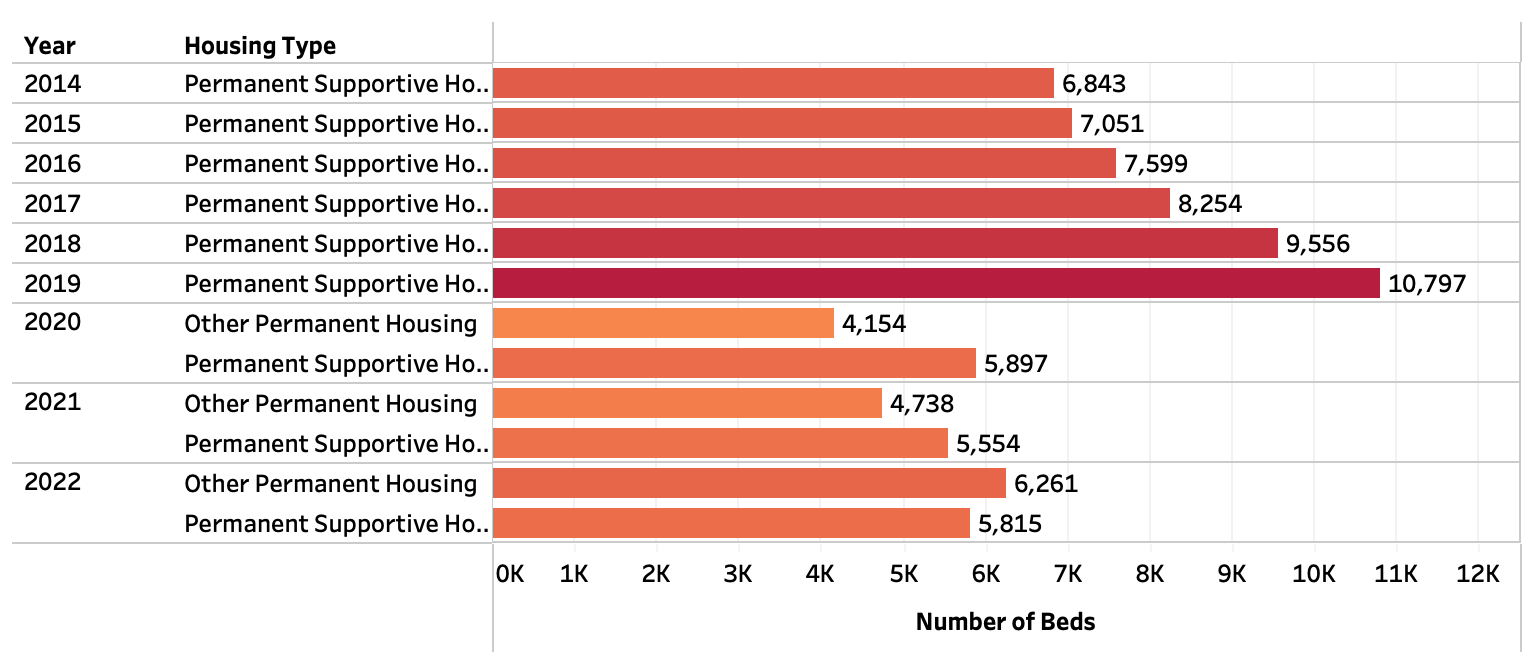 Year Housing Type
2014 Permanent Supportive Ho.. 6,843
2015 Permanent Supportive Ho.. 7,051
2016 Permanent Supportive Ho.. 7,599
2017 Permanent Supportive Ho.. 8,254
2018 Permanent Supportive Ho.. 9,556
2019 Permanent Supportive Ho.. 10,797
2020 Other Permanent Housing 4,154
Permanent Supportive Ho.. 5,897
2021 Other Permanent Housing 4,738
Permanent Supportive Ho.. 5,554
2022 Other Permanent Housing 6,261
Permanent Supportive Ho.. 5,815
0K 1K 2K 3K 4K 5K 6K 7K 8K 9K 10K 11K 12K
Number of Beds